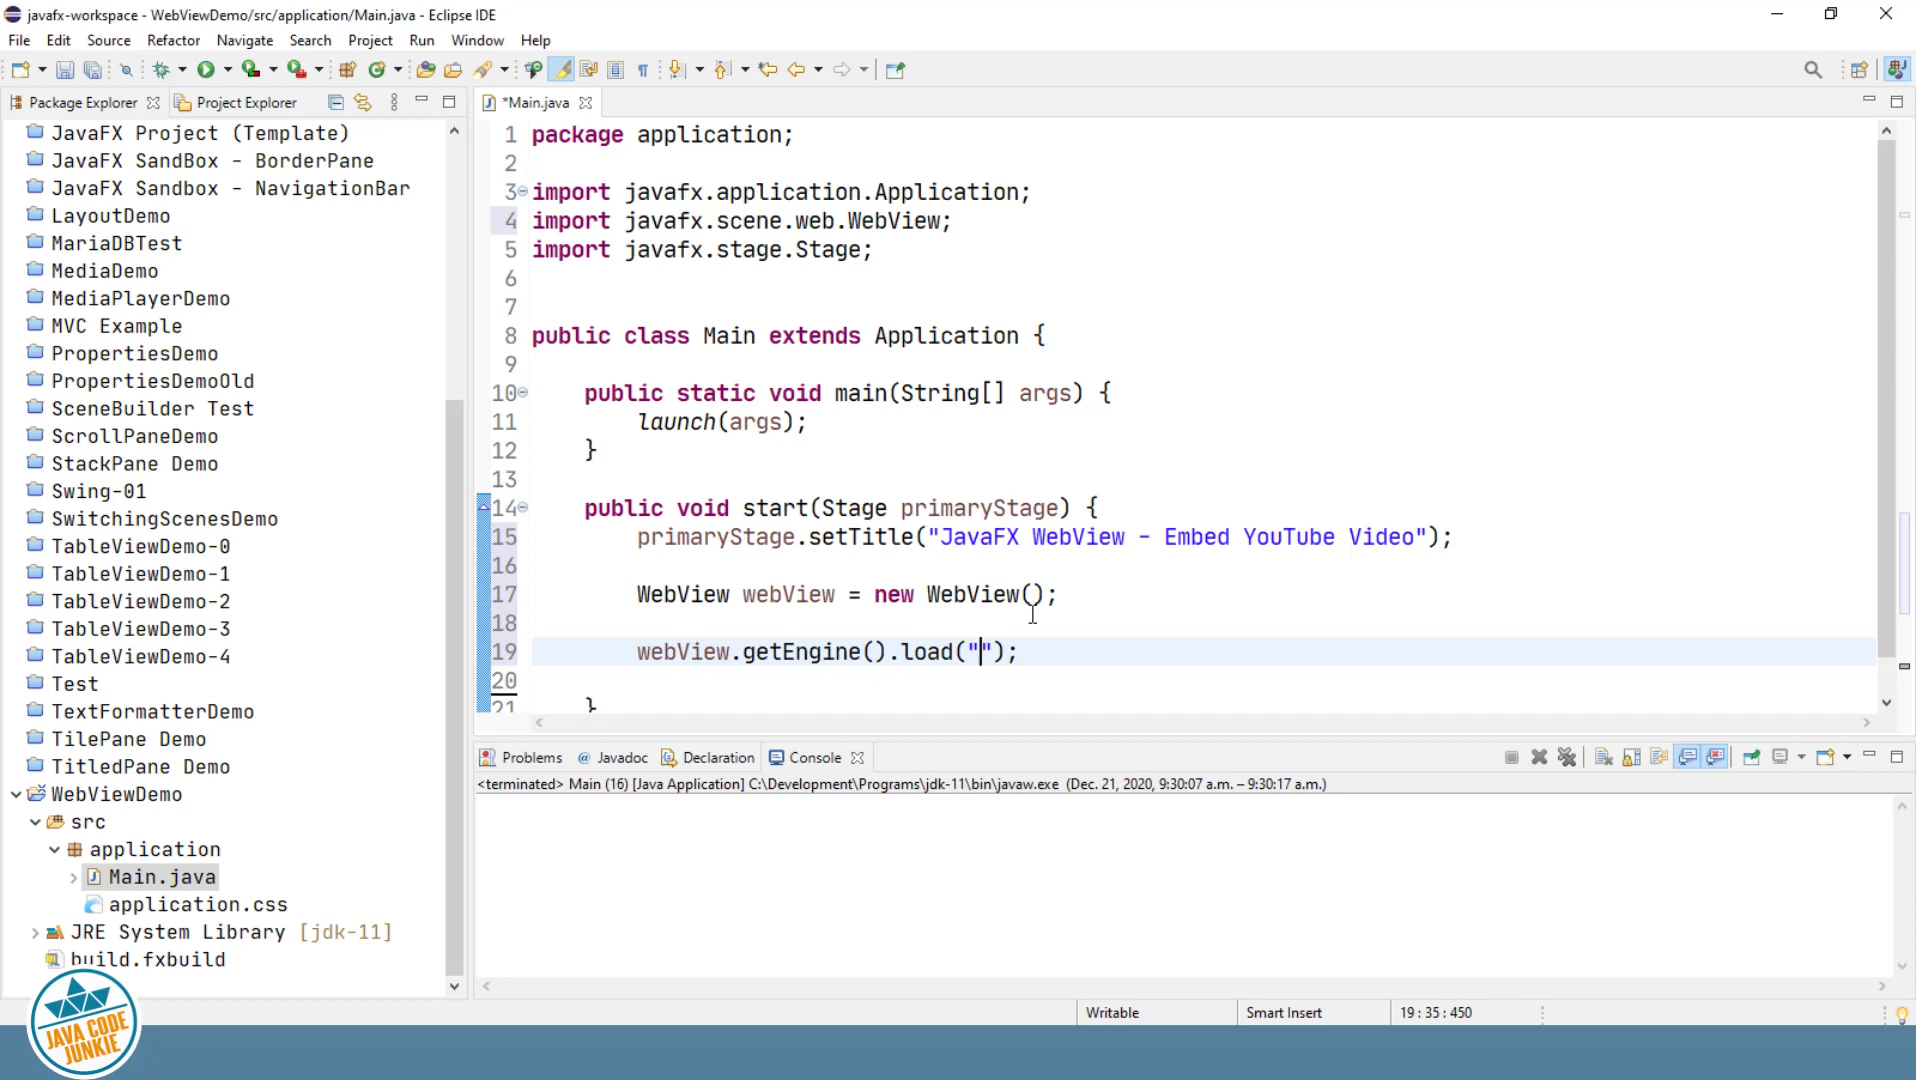 javafx-workspace - WebViewDemo/src/application/Main.java - Eclipse IDE
File Edit Source Refactor Navigate Search Project Run Window Help
Package Explorer Project Explorer
*Main.java
JavaFX Project (Template)
JavaFX SandBox - BorderPane
JavaFX Sandbox - NavigationBar
LayoutDemo
MariaDBTest
MediaDemo
MediaPlayerDemo
MVC Example
PropertiesDemo
PropertiesDemoOld
SceneBuilder Test
ScrollPaneDemo
StackPane Demo
Swing-01
SwitchingScenesDemo
TableViewDemo-0
TableViewDemo-1
TableViewDemo-2
TableViewDemo-3
TableViewDemo-4
Test
TextFormatterDemo
TilePane Demo
TitledPane Demo
WebViewDemo
src
application
Main.java
application.css
JRE System Library [jdk-11]
build.fxbuild
1 package application;
2
3 import javafx.application.Application;
4 import javafx.scene.web.WebView;
5 import javafx.stage.Stage;
6
7
8 public class Main extends Application {
9
10 public static void main(String[] args) {
11 launch(args);
12 }
13
14 public void start(Stage primaryStage) {
15 primaryStage.setTitle("JavaFX WebView - Embed YouTube Video");
16
17 WebView webView = new WebView();
18
19 webView.getEngine().load("");
20
21 }
Problems @ Javadoc Declaration Console
<terminated> Main (16) [Java Application] C:\Development\Programs\jdk-11\bin\javaw.exe (Dec. 21, 2020, 9:30:07 a.m. – 9:30:17 a.m.)
Writable Smart Insert 19 : 35 : 450
JAVA CODE
JUNKIE